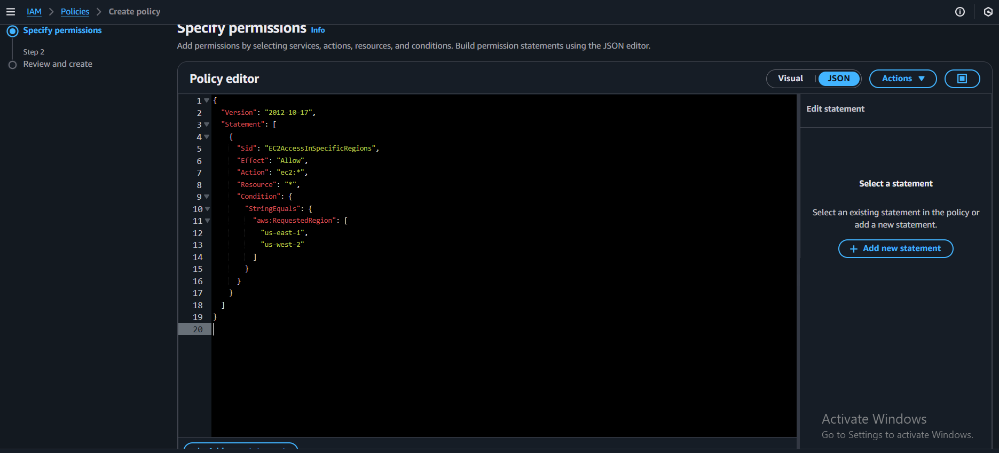 IAM > Policies > Create policy
Specify permissions
Step 2
Review and create
Specify permissions Info
Add permissions by selecting services, actions, resources, and conditions. Build permission statements using the JSON editor.
Policy editor
Visual | JSON
Actions
1 {
2 "Version": "2012-10-17",
3 "Statement": [
4 {
5 "Sid": "EC2AccessInSpecificRegions",
6 "Effect": "Allow",
7 "Action": "ec2:*",
8 "Resource": "*",
9 "Condition": {
10 "StringEquals": {
11 "aws:RequestedRegion": [
12 "us-east-1",
13 "us-west-2"
14 ]
15 }
16 }
17 }
18 ]
19 }
20
Edit statement
Select a statement
Select an existing statement in the policy or
add a new statement.
+ Add new statement
Activate Windows
Go to Settings to activate Windows.